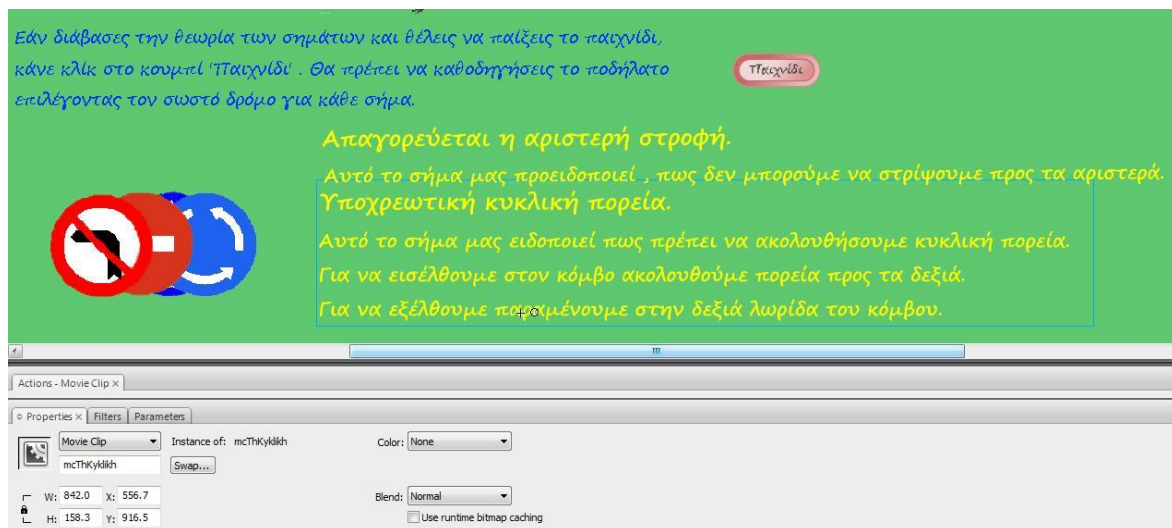 Εάν διάβασες την θεωρία των σημάτων και θέλεις να παίξεις το παιχνίδι,
κάνε κλίκ στο κουμπί 'Παιχνίδι' . Θα πρέπει να καθοδηγήσεις το ποδήλατο
επιλέγοντας τον σωστό δρόμο για κάθε σήμα.
Παιχνίδι
Απαγορεύεται η αριστερή στροφή.
Αυτό το σήμα μας προειδοποιεί , πως δεν μπορούμε να στρίψουμε προς τα αριστερά.
Υποχρεωτική κυκλική πορεία.
Αυτό το σήμα μας ειδοποιεί πως πρέπει να ακολουθήσουμε κυκλική πορεία.
Για να εισέλθουμε στον κόμβο ακολουθούμε πορεία προς τα δεξιά.
Για να εξέλθουμε παραμένουμε στην δεξιά λωρίδα του κόμβου.
Actions - Movie Clip ×
Properties × Filters Parameters
Movie Clip Instance of: mcThKyklikh Color: None
mcThKyklikh Swap...
W: 842.0 X: 556.7 Blend: Normal
H: 158.3 Y: 916.5 Use runtime bitmap caching